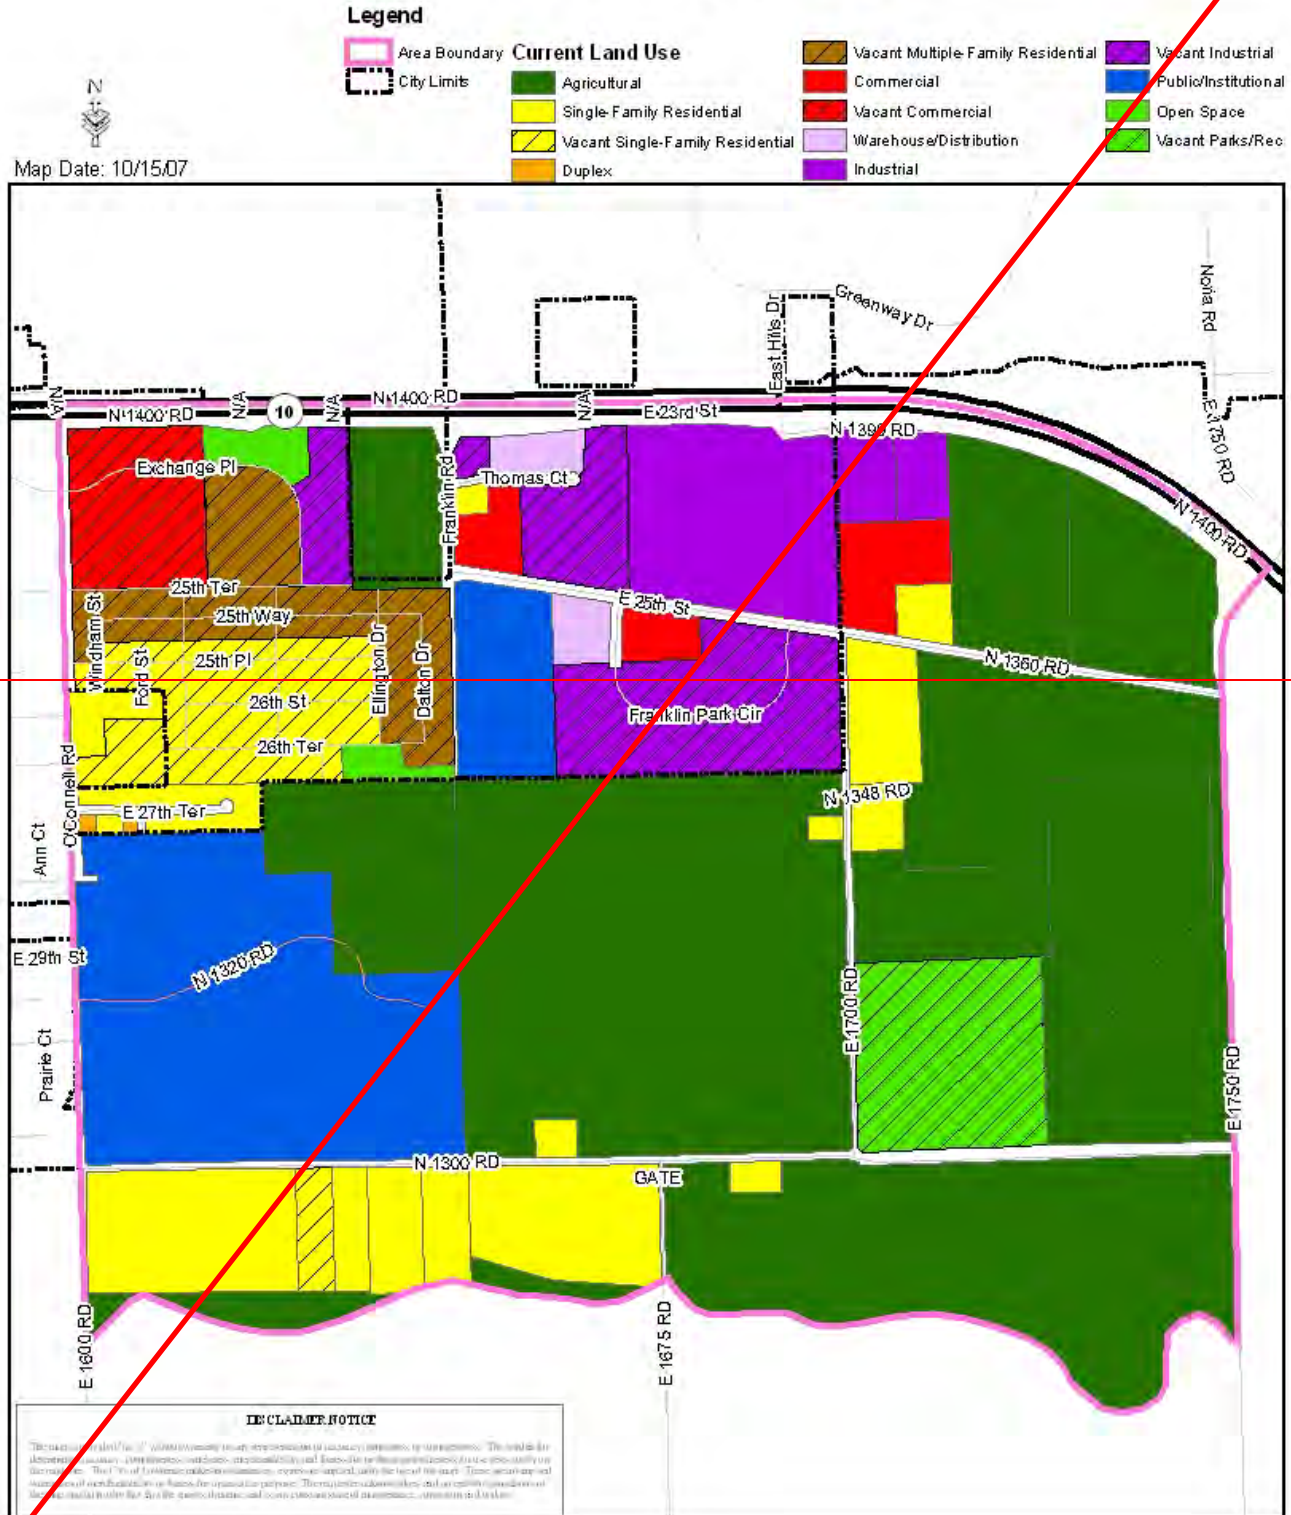 Legend
Area Boundary
City Limits
Current Land Use
Agricultural
Single-Family Residential
Vacant Single-Family Residential
Duplex
Vacant Multiple-Family Residential
Commercial
Vacant Commercial
Warehouse/Distribution
Industrial
Vacant Industrial
Public/Institutional
Open Space
Vacant Parks/Rec
N
Map Date: 10/15/07
Noria Rd
Greenway Dr
East Hills Dr
N/A
N/A
N/A
N/A
N 1400 RD
N 1400 RD
10
E 23rd St
N 1390 RD
E 1750 RD
N 1400 RD
Exchange Pl
Franklin Rd
Thomas Ct
25th Ter
25th Way
E 25th St
Windham St
Ford St
25th Pl
Ellington Dr
Dalton Dr
N 1360 RD
26th St
Franklin Park Cir
26th Ter
O'Connell Rd
E 27th Ter
N 1348 RD
Ann Ct
E 29th St
N 1320 RD
E 1700 RD
Prairie Ct
E 1750 RD
N 1300 RD
GATE
E 1600 RD
E 1675 RD
DISCLAIMER NOTICE